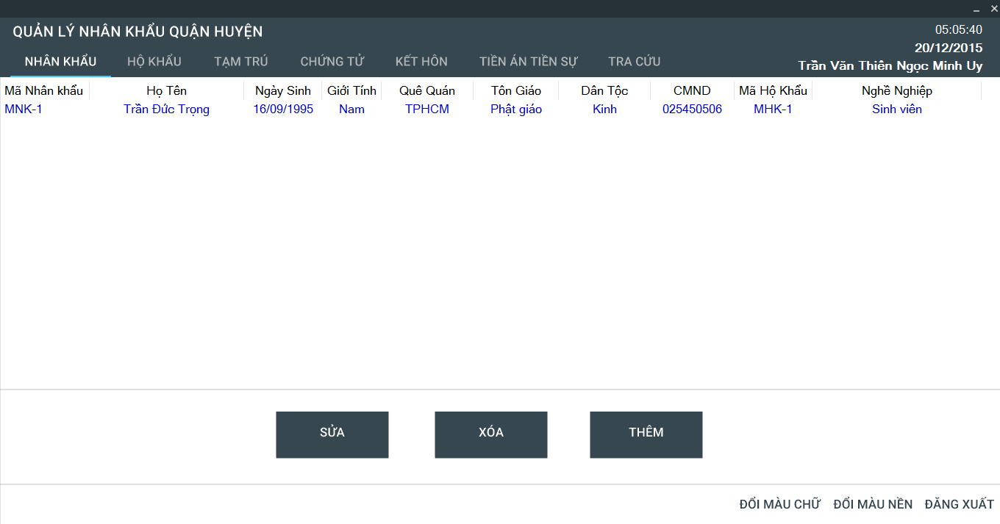 QUẢN LÝ NHÂN KHẨU QUẬN HUYỆN
05:05:40
20/12/2015
Trần Văn Thiên Ngọc Minh Uy
NHÂN KHẨU HỘ KHẨU TẠM TRÚ CHỨNG TỬ KẾT HÔN TIỀN ÁN TIỀN SỰ TRA CỨU
Mã Nhân khẩu Họ Tên Ngày Sinh Giới Tính Quê Quán Tôn Giáo Dân Tộc CMND Mã Hộ Khẩu Nghề Nghiệp
MNK-1 Trần Đức Trọng 16/09/1995 Nam TPHCM Phật giáo Kinh 025450506 MHK-1 Sinh viên
SỬA XÓA THÊM
ĐỔI MÀU CHỮ ĐỔI MÀU NỀN ĐĂNG XUẤT